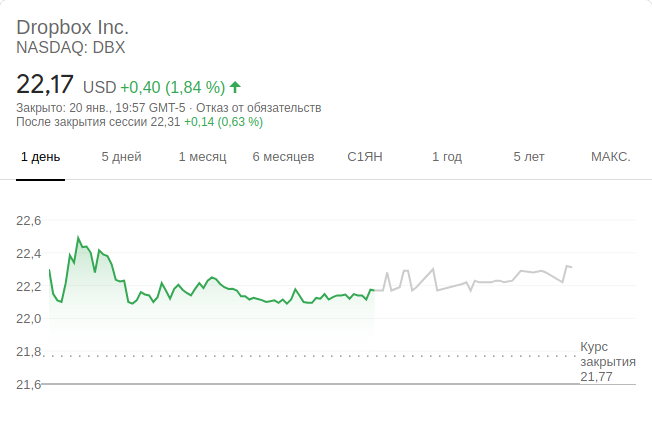 Dropbox Inc.
NASDAQ: DBX
22,17 USD +0,40 (1,84 %)
Закрыто: 20 янв., 19:57 GMT-5 · Отказ от обязательств
После закрытия сессии 22,31 +0,14 (0,63 %)
1 день 5 дней 1 месяц 6 месяцев С1ЯН 1 год 5 лет МАКС.
22,6
22,4
22,2
22,0
21,8
21,6
Курс
закрытия
21,77